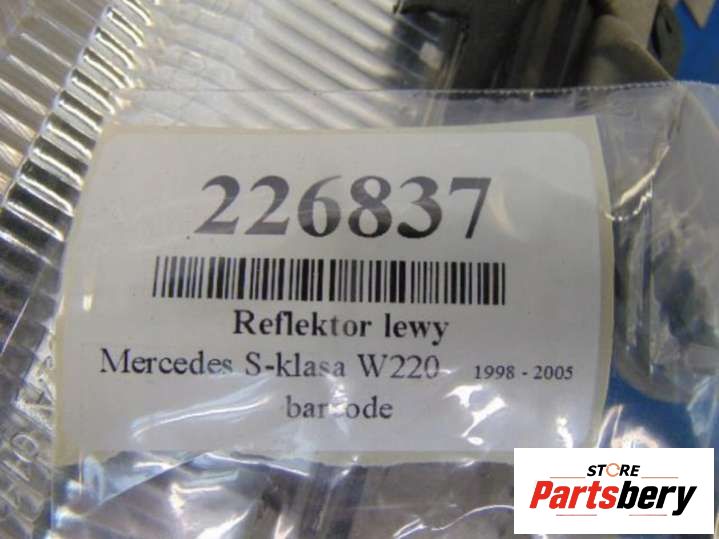 226837
Reflektor lewy
Mercedes S-klasa W220 1998 - 2005
barcode
STORE
Partsbery